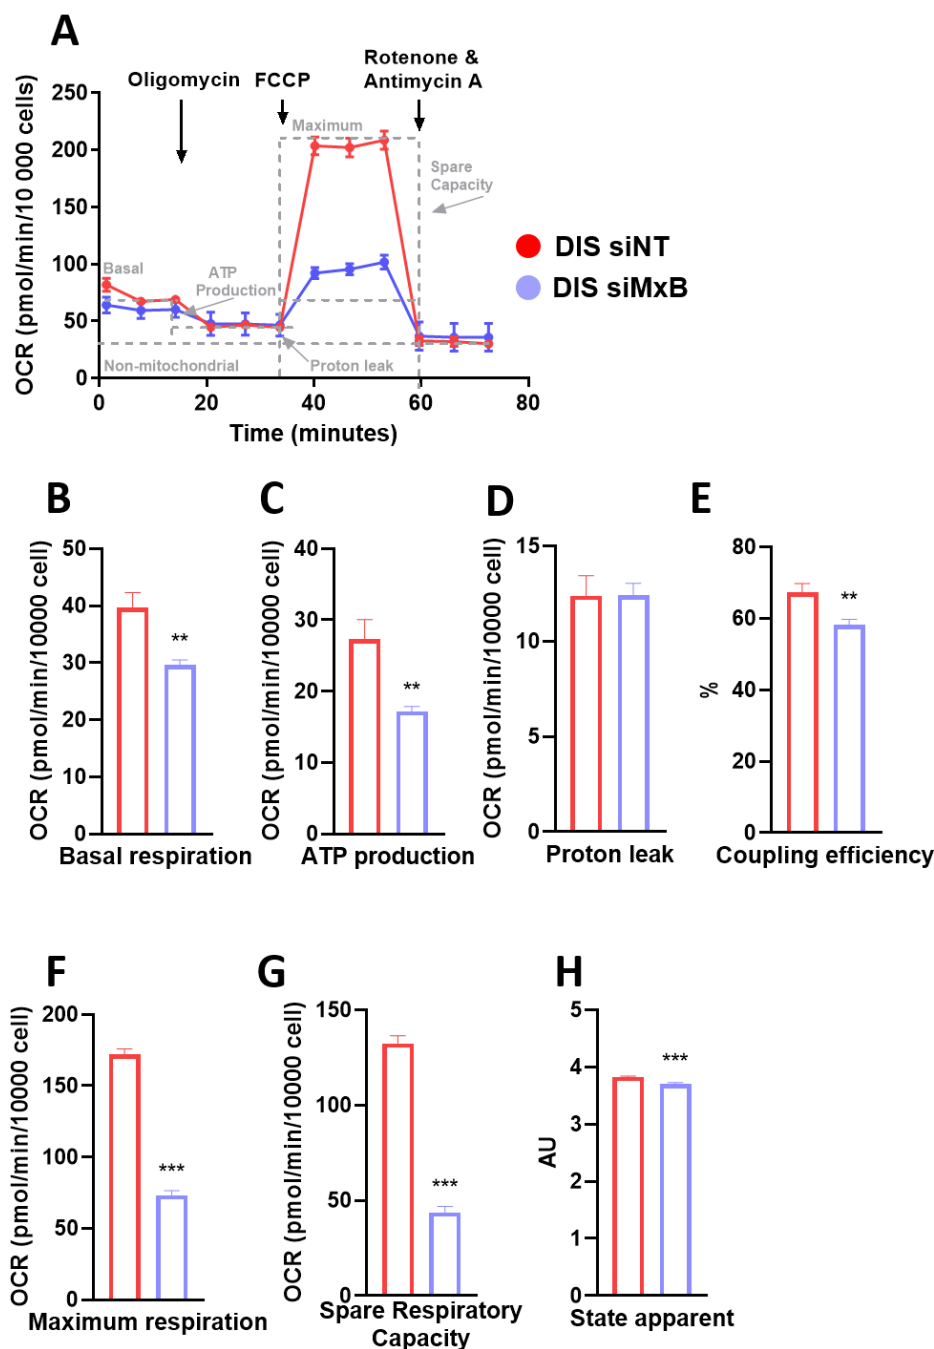 A
Oligomycin
FCCP
Rotenone &
Antimycin A
OCR (pmol/min/10 000 cells)
250
200
150
100
50
0
Maximum
Spare
Capacity
Basal
ATP
Production
Non-mitochondrial
Proton leak
0
20
40
60
80
Time (minutes)
DIS siNT
DIS siMxB
B
OCR (pmol/min/10000 cell)
50
40
30
20
10
0
**
Basal respiration
C
OCR (pmol/min/10000 cell)
40
30
20
10
0
**
ATP production
D
OCR (pmol/min/10000 cell)
15
10
5
0
Proton leak
E
%
80
60
40
20
0
**
Coupling efficiency
F
OCR (pmol/min/10000 cell)
200
150
100
50
0
***
Maximum respiration
G
OCR (pmol/min/10000 cell)
150
100
50
0
***
Spare Respiratory
Capacity
H
AU
5
4
3
2
1
0
***
State apparent